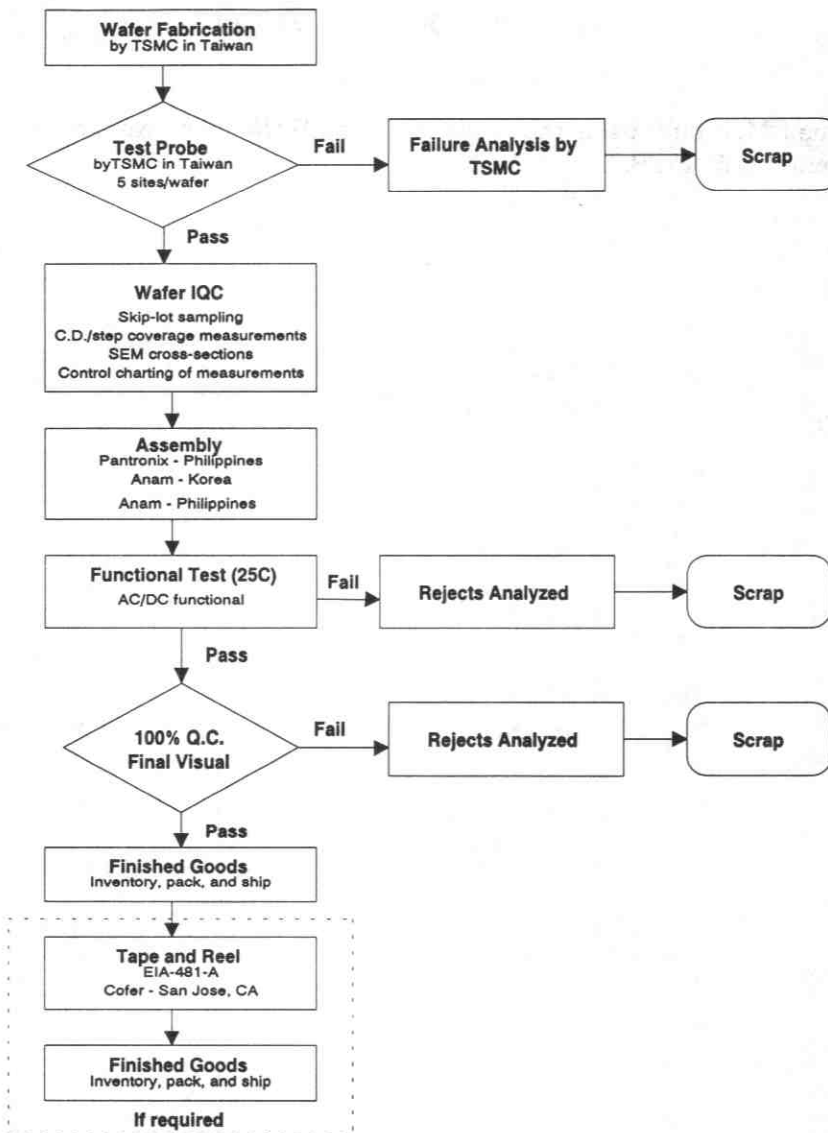 Wafer Fabrication
by TSMC in Taiwan
Test Probe
byTSMC in Taiwan
5 sites/wafer
Fail
Failure Analysis by
TSMC
Scrap
Pass
Wafer IQC
Skip-lot sampling
C.D./step coverage measurements
SEM cross-sections
Control charting of measurements
Assembly
Pantronix - Philippines
Anam - Korea
Anam - Philippines
Functional Test (25C)
AC/DC functional
Fail
Rejects Analyzed
Scrap
Pass
100% Q.C.
Final Visual
Fail
Rejects Analyzed
Scrap
Pass
Finished Goods
Inventory, pack, and ship
Tape and Reel
EIA-481-A
Cofer - San Jose, CA
Finished Goods
Inventory, pack, and ship
If required